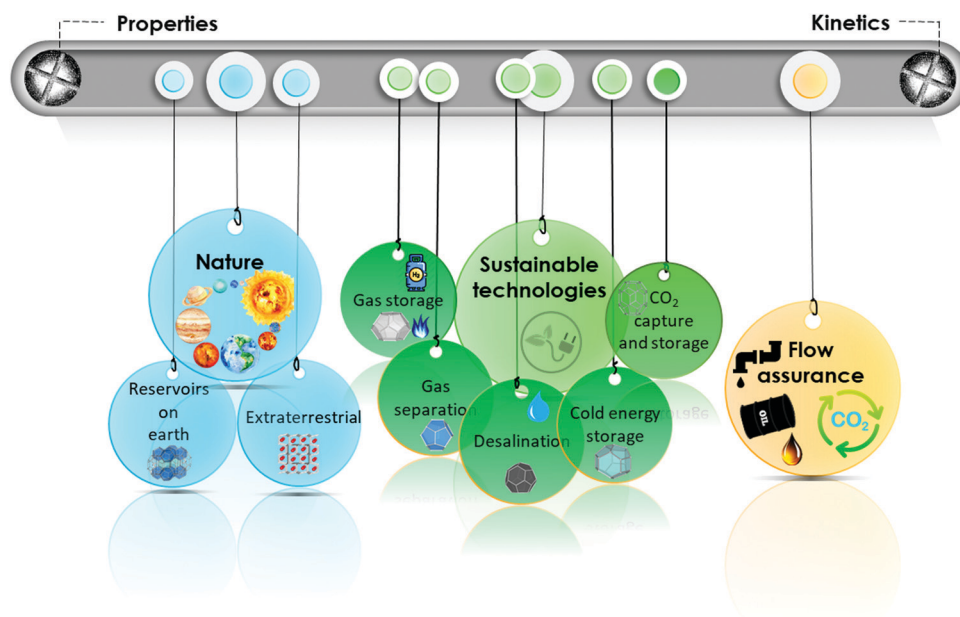 Properties
Kinetics
Nature
Reservoirs
on
earth
Extraterrestrial
H₂
Gas storage
Gas
separation
Sustainable
technologies
Desalination
Cold energy
storage
CO₂
capture
and storage
Flow
assurance
OIL
CO₂